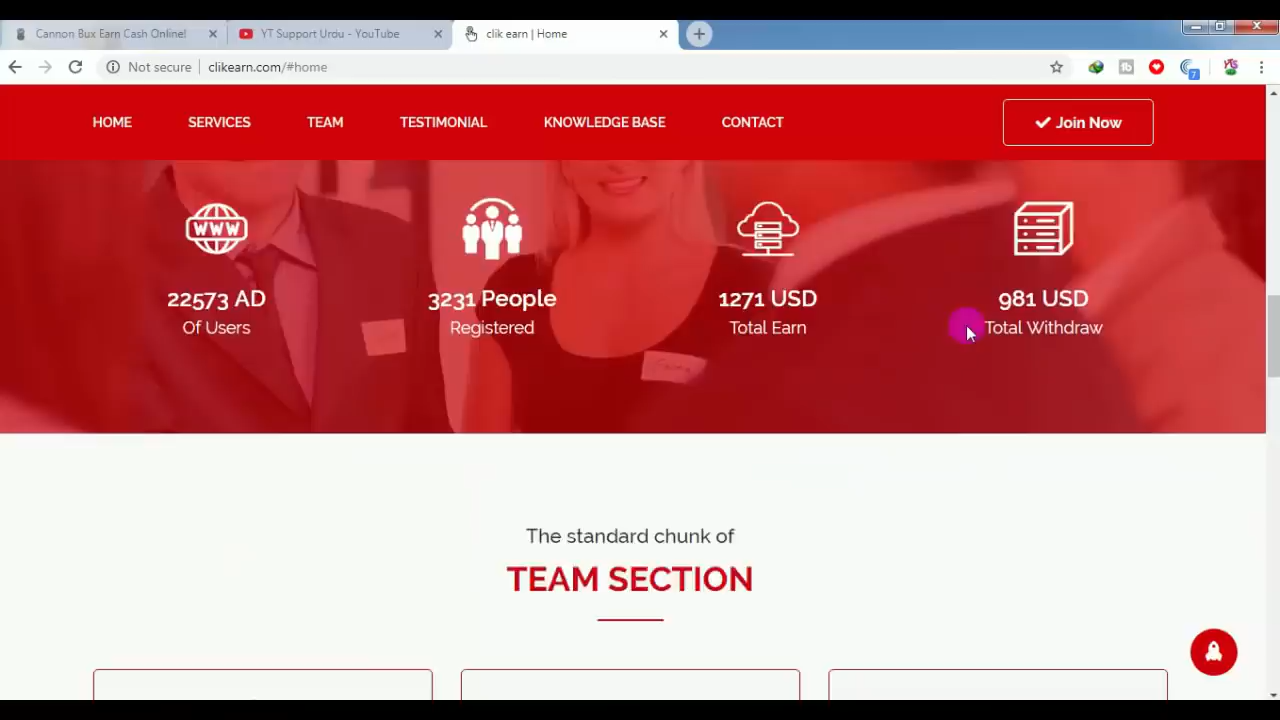 Cannon Bux Earn Cash Online!
YT Support Urdu - YouTube
clik earn | Home
Not secure
clikearn.com/#home
7
HOME
SERVICES
TEAM
TESTIMONIAL
KNOWLEDGE BASE
CONTACT
Join Now
WWW
22573 AD
Of Users
3231 People
Registered
1271 USD
Total Earn
981 USD
Total Withdraw
The standard chunk of
TEAM SECTION